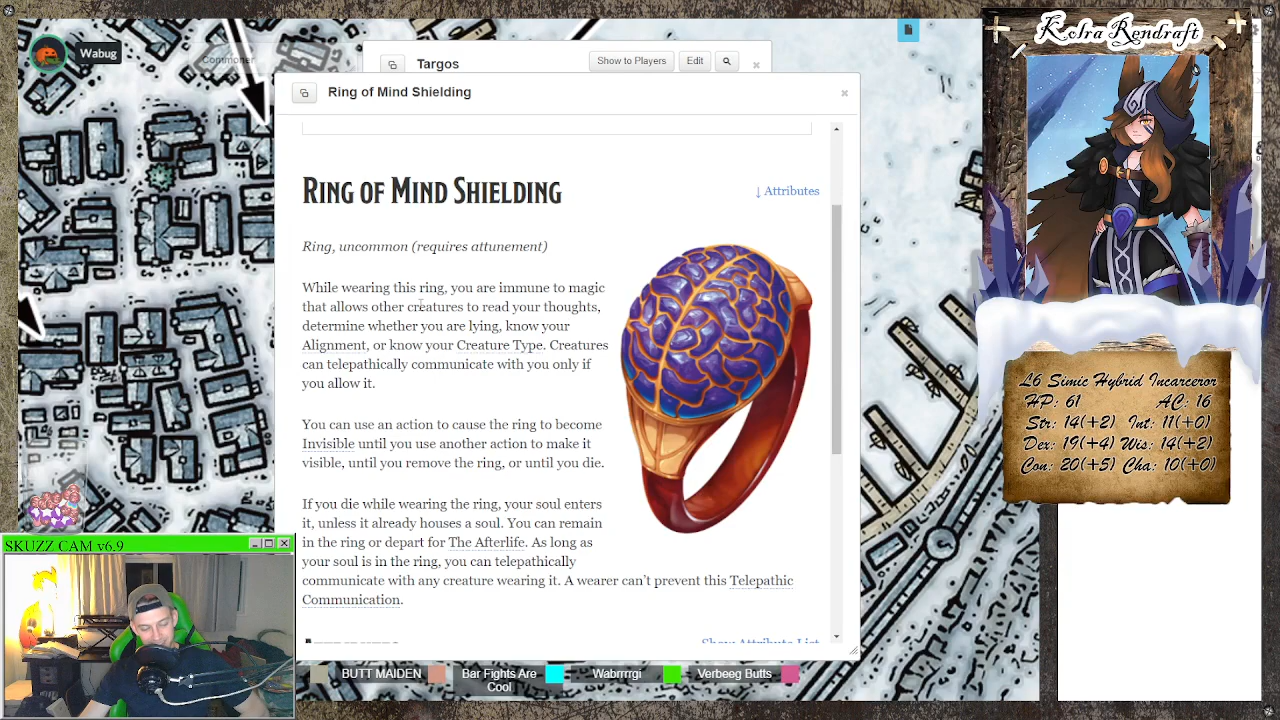 Wabug
Commoner
Targos
Show to Players
Edit
Ring of Mind Shielding
RING OF MIND SHIELDING
↓ Attributes
Ring, uncommon (requires attunement)
While wearing this ring, you are immune to magic
that allows other creatures to read your thoughts,
determine whether you are lying, know your
Alignment, or know your Creature Type. Creatures
can telepathically communicate with you only if
you allow it.
You can use an action to cause the ring to become
Invisible until you use another action to make it
visible, until you remove the ring, or until you die.
If you die while wearing the ring, your soul enters
it, unless it already houses a soul. You can remain
in the ring or depart for The Afterlife. As long as
your soul is in the ring, you can telepathically
communicate with any creature wearing it. A wearer can't prevent this Telepathic
Communication.
Show Attribute List
BUTT MAIDEN
Bar Fights Are
Cool
Wabrrrrgi
Verbeeg Butts
SKUZZ CAM v6.9
Kolra Rendraft
L6 Simic Hybrid Incarceror
HP: 61 AC: 16
Str: 14(+2) Int: 11(+0)
Dex: 19(+4) Wis: 14(+2)
Con: 20(+5) Cha: 10(+0)